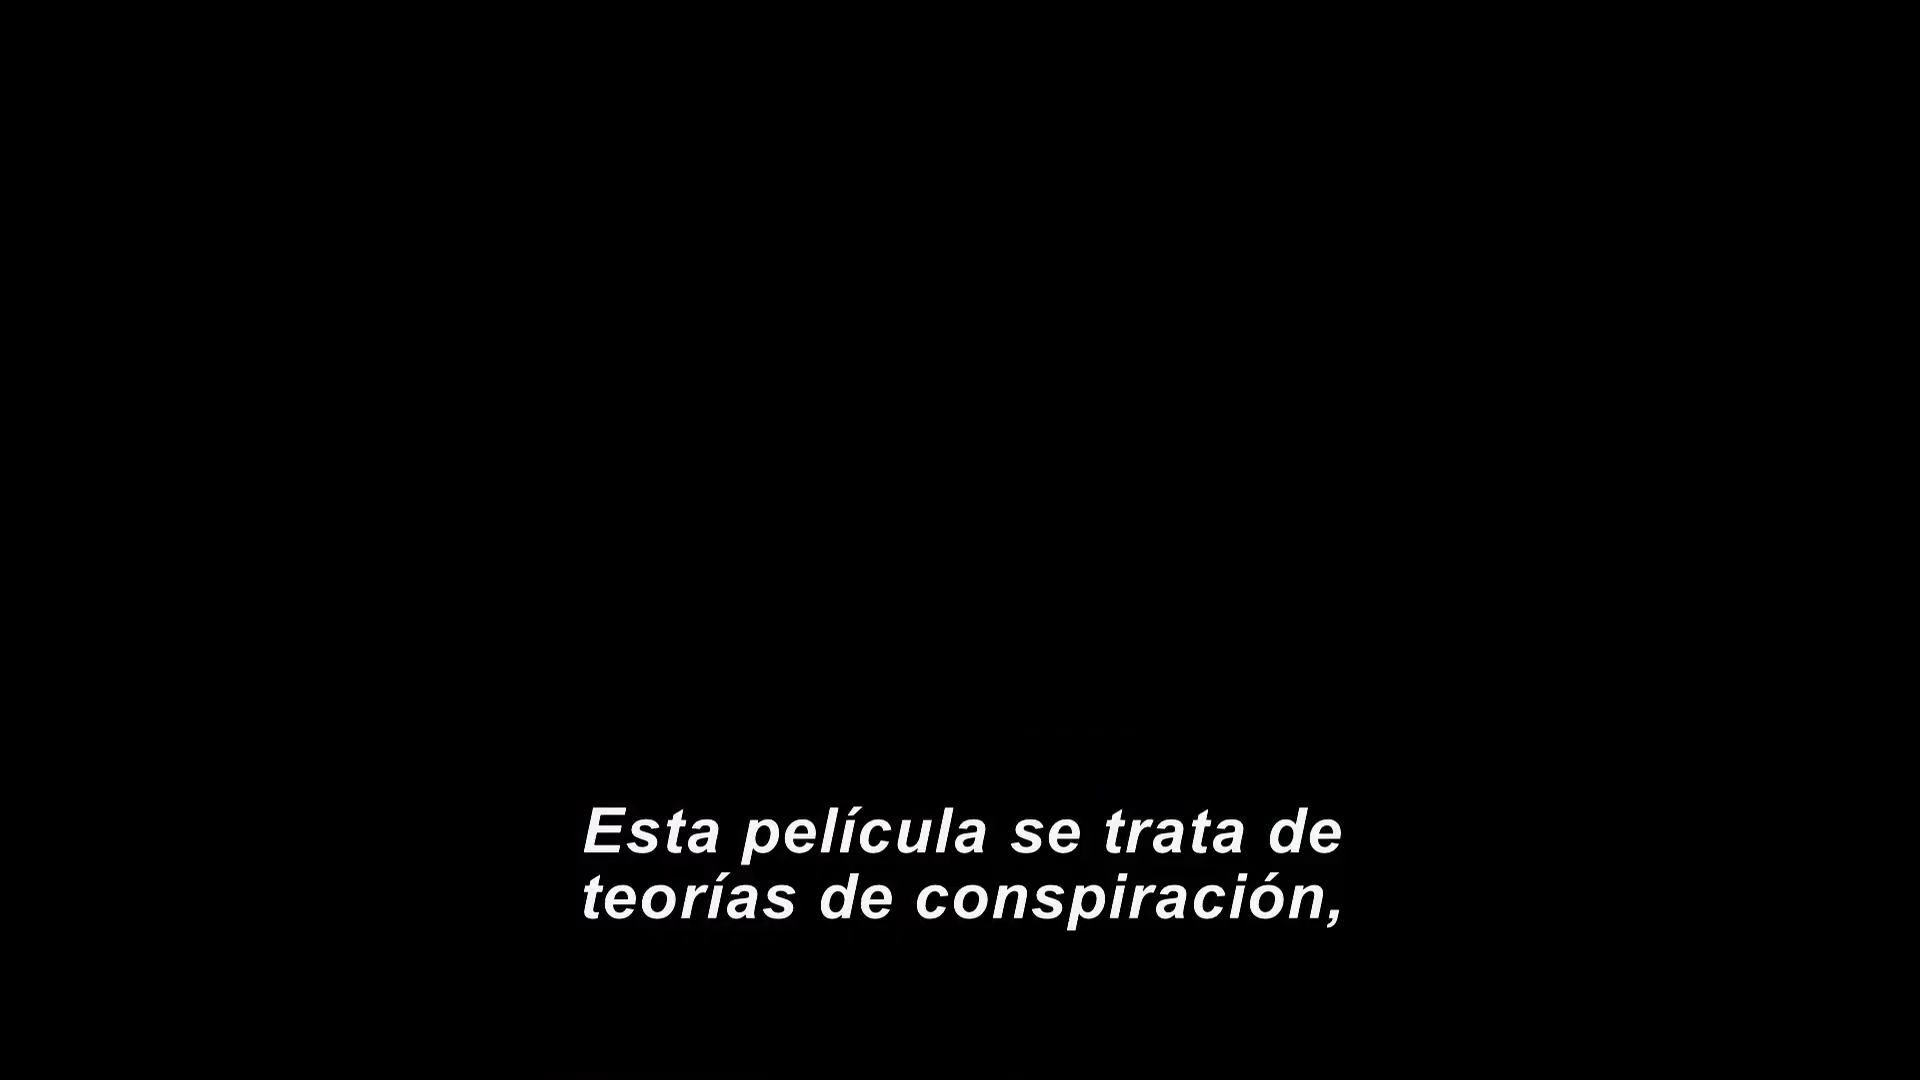 Esta película se trata de
teorías de conspiración,